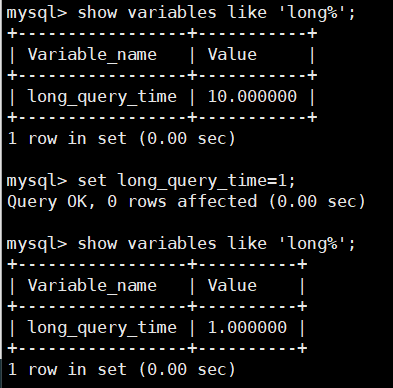 mysql> show variables like 'long%';
+-----------------+-----------+
| Variable_name   | Value     |
+-----------------+-----------+
| long_query_time | 10.000000 |
+-----------------+-----------+
1 row in set (0.00 sec)

mysql> set long_query_time=1;
Query OK, 0 rows affected (0.00 sec)

mysql> show variables like 'long%';
+-----------------+----------+
| Variable_name   | Value    |
+-----------------+----------+
| long_query_time | 1.000000 |
+-----------------+----------+
1 row in set (0.00 sec)